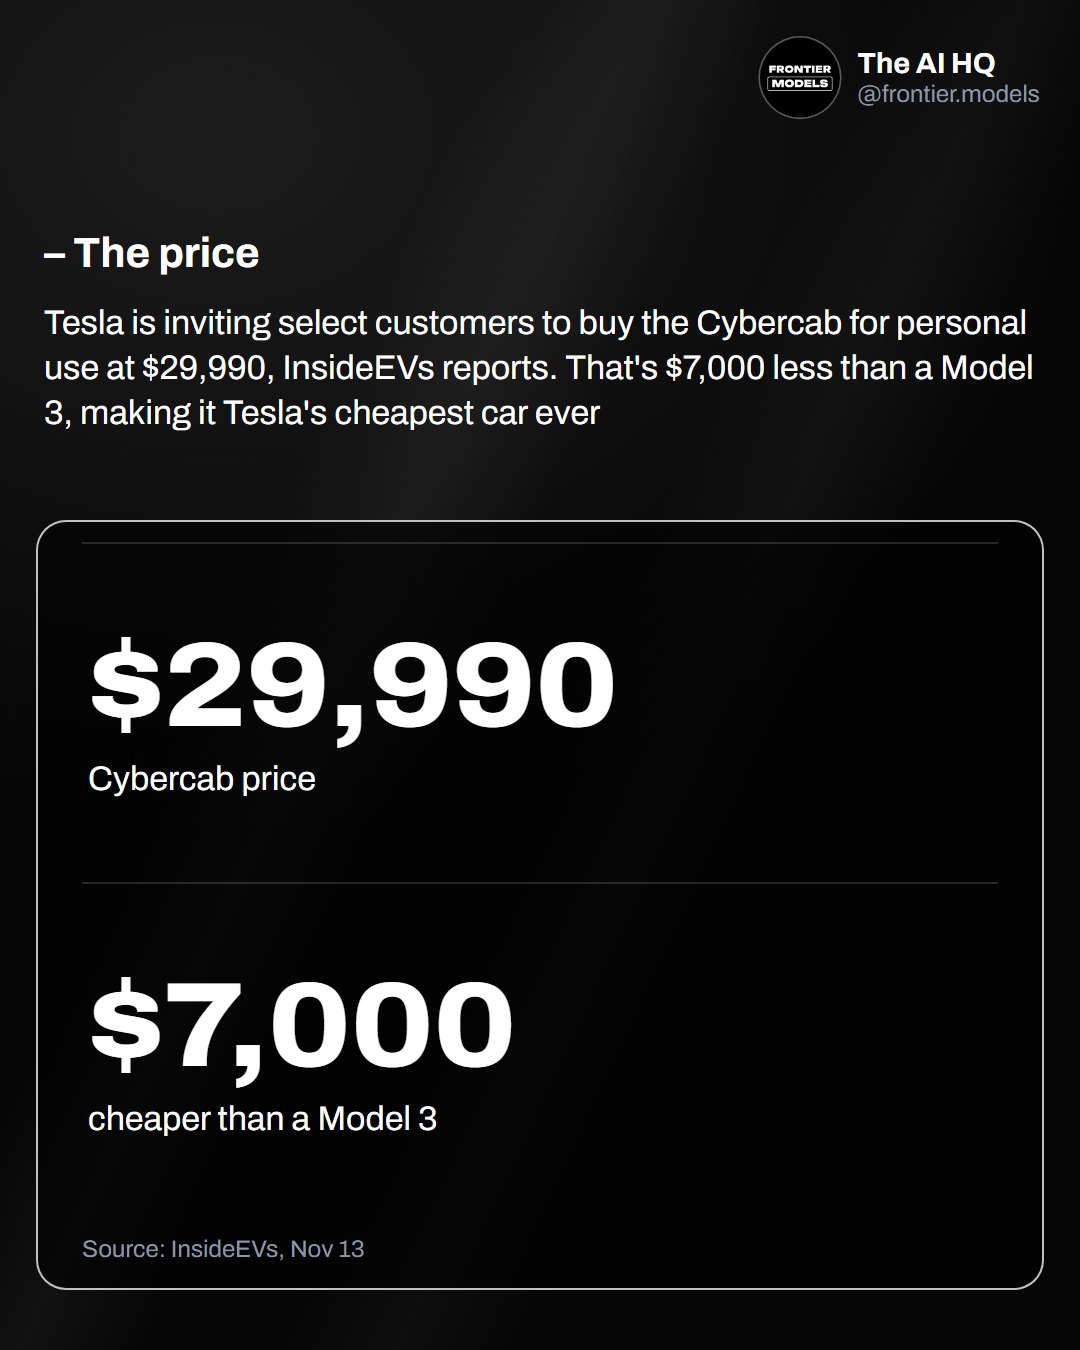 FRONTIER
MODELS
The AI HQ
@frontier.models
– The price
Tesla is inviting select customers to buy the Cybercab for personal
use at $29,990, InsideEVs reports. That's $7,000 less than a Model
3, making it Tesla's cheapest car ever
$29,990
Cybercab price
$7,000
cheaper than a Model 3
Source: InsideEVs, Nov 13